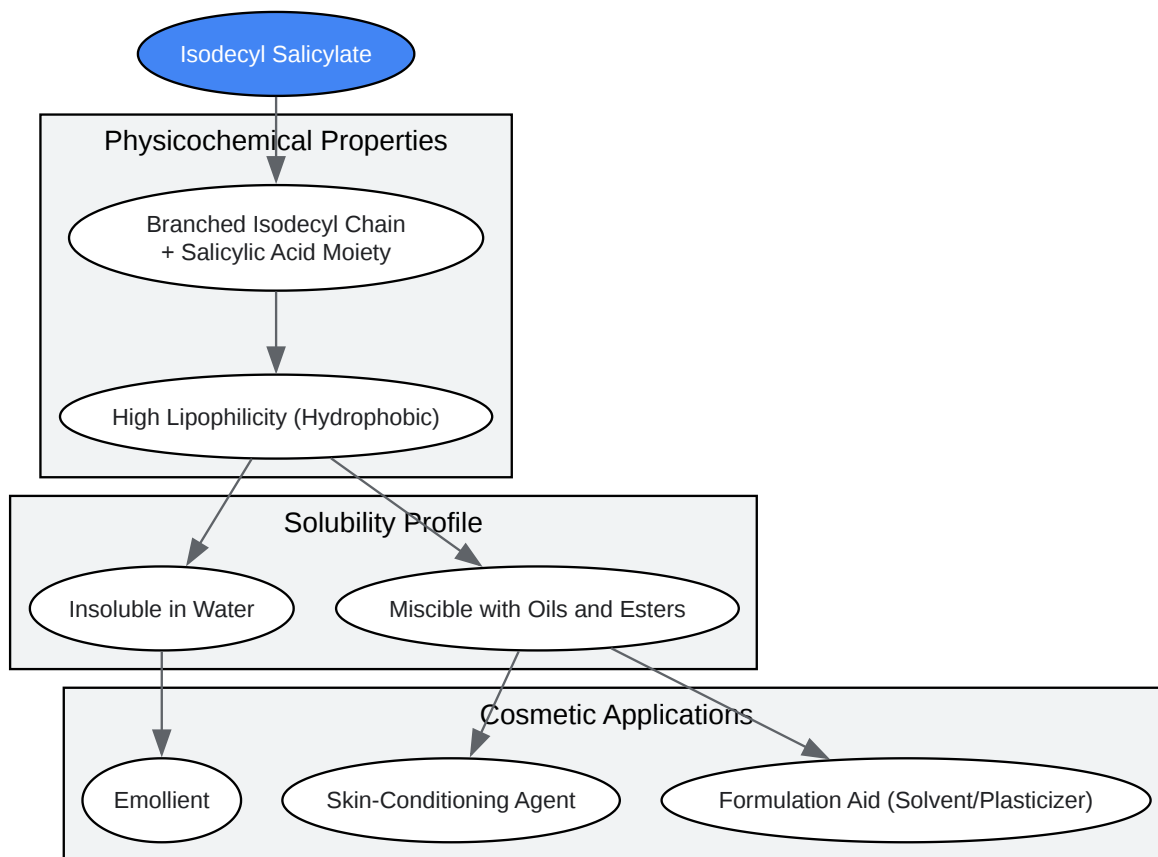 Isodecyl Salicylate
Physicochemical Properties
Branched Isodecyl Chain
+ Salicylic Acid Moiety
High Lipophilicity (Hydrophobic)
Solubility Profile
Insoluble in Water
Miscible with Oils and Esters
Cosmetic Applications
Emollient
Skin-Conditioning Agent
Formulation Aid (Solvent/Plasticizer)